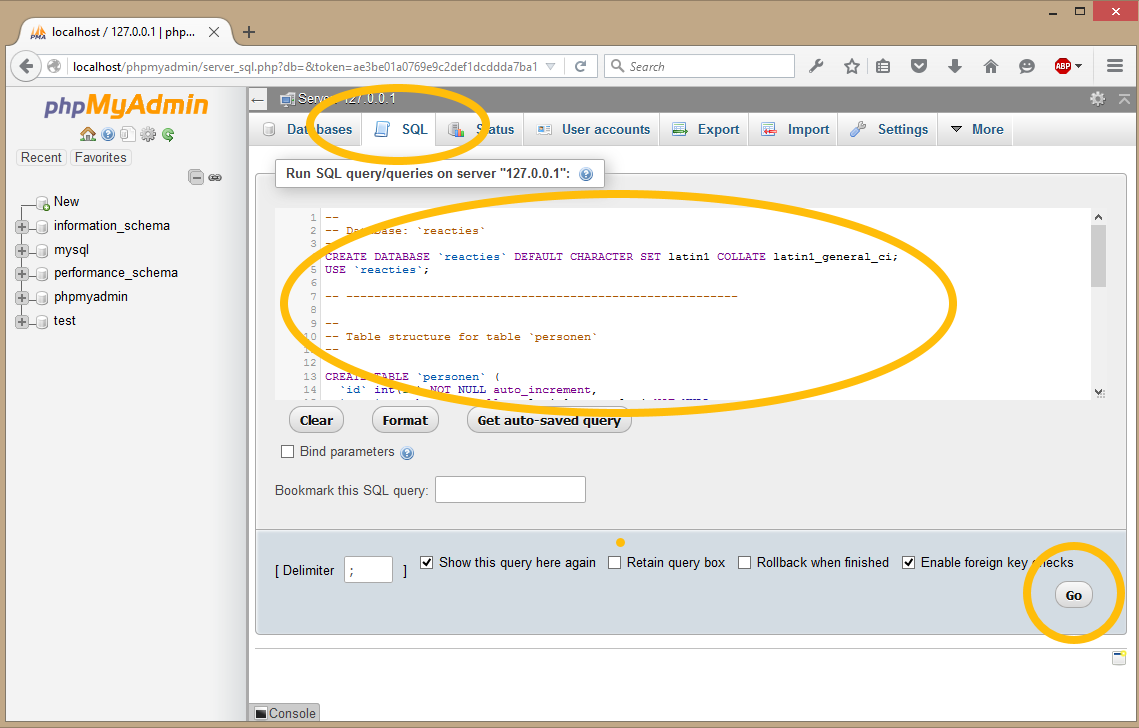 localhost / 127.0.0.1 | php...
localhost/phpmyadmin/server_sql.php?db=&token=ae3be01a0769e9c2def1dcddda7ba1
Search
ABP
phpMyAdmin
Recent
Favorites
New
information_schema
mysql
performance_schema
phpmyadmin
test
Server: 127.0.0.1
Databases
SQL
Status
User accounts
Export
Import
Settings
More
Run SQL query/queries on server "127.0.0.1":
1 --
2 -- Database: `reacties`
3 --
4 CREATE DATABASE `reacties` DEFAULT CHARACTER SET latin1 COLLATE latin1_general_ci;
5 USE `reacties`;
6
7 -- --------------------------------------------------------
8
9 --
10 -- Table structure for table `personen`
11 --
12
13 CREATE TABLE `personen` (
14 `id` NOT NULL auto_increment,
Clear
Format
Get auto-saved query
Bind parameters
Bookmark this SQL query:
[ Delimiter ; ]
Show this query here again
Retain query box
Rollback when finished
Enable foreign key checks
Go
Console